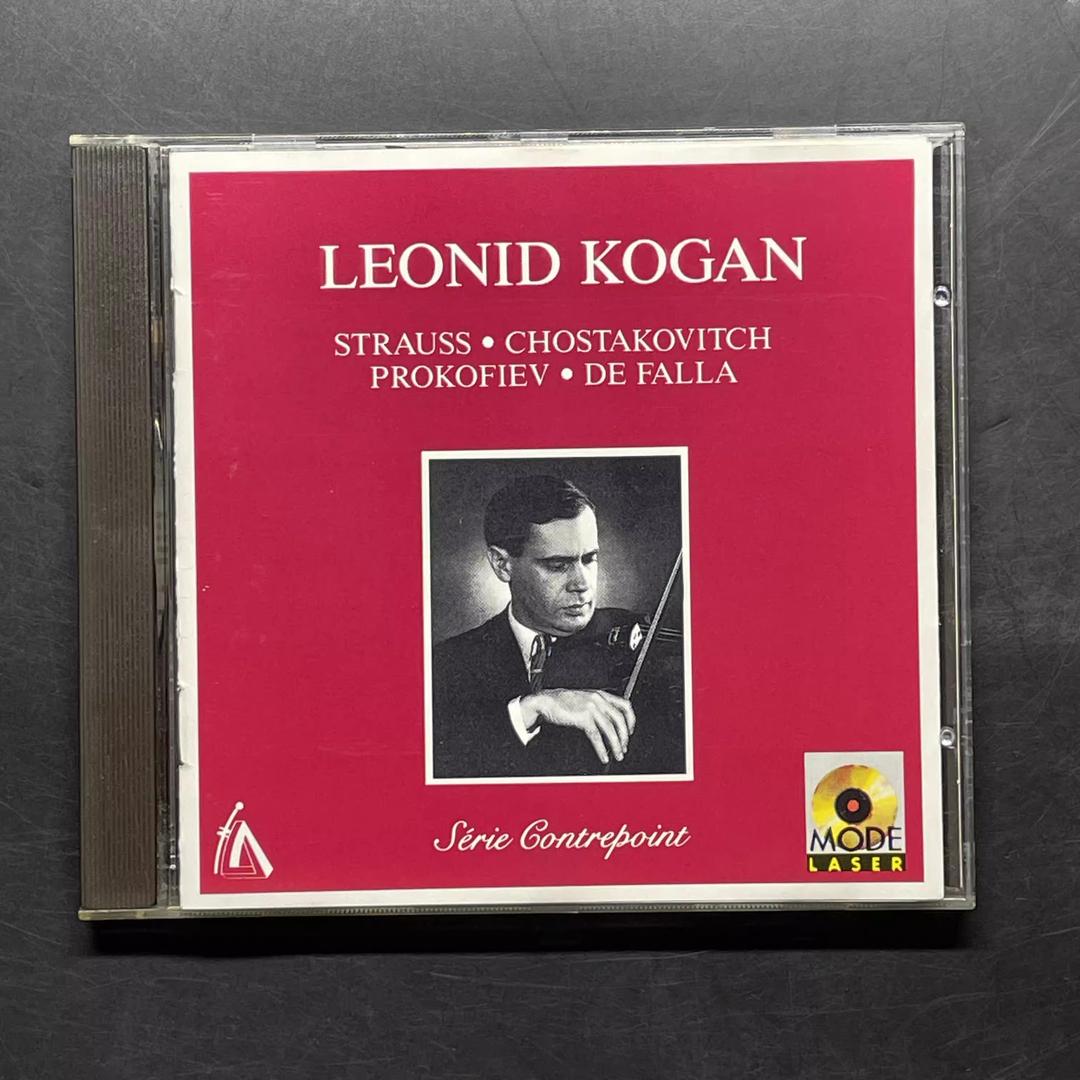 LEONID KOGAN
STRAUSS • CHOSTAKOVITCH
PROKOFIEV • DE FALLA
Série Contrepoint
MODE
LASER